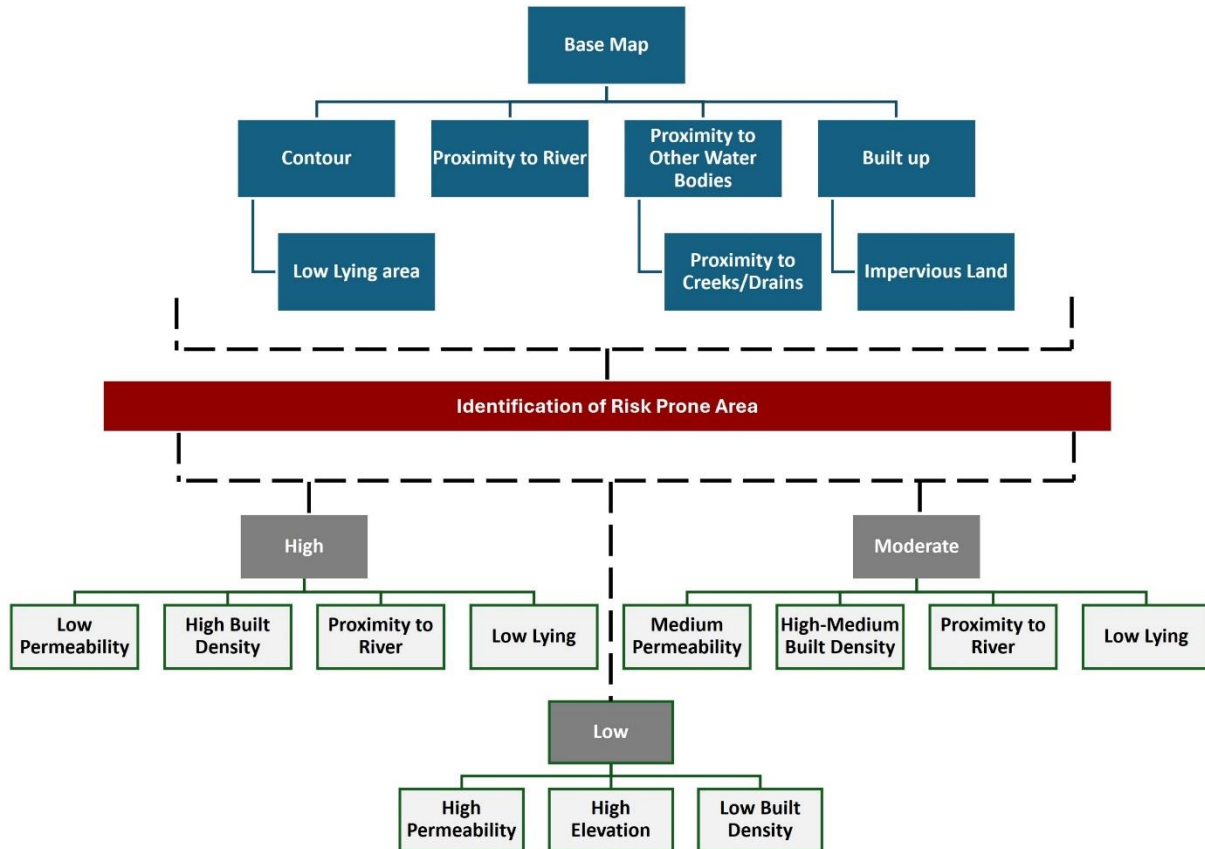 Base Map
Contour
Proximity to River
Proximity to
Other Water
Bodies
Built up
Low Lying area
Proximity to
Creeks/Drains
Impervious Land
Identification of Risk Prone Area
High
Moderate
Low
Permeability
High Built
Density
Proximity to
River
Low Lying
Medium
Permeability
High-Medium
Built Density
Proximity to
River
Low Lying
Low
High
Permeability
High
Elevation
Low Built
Density